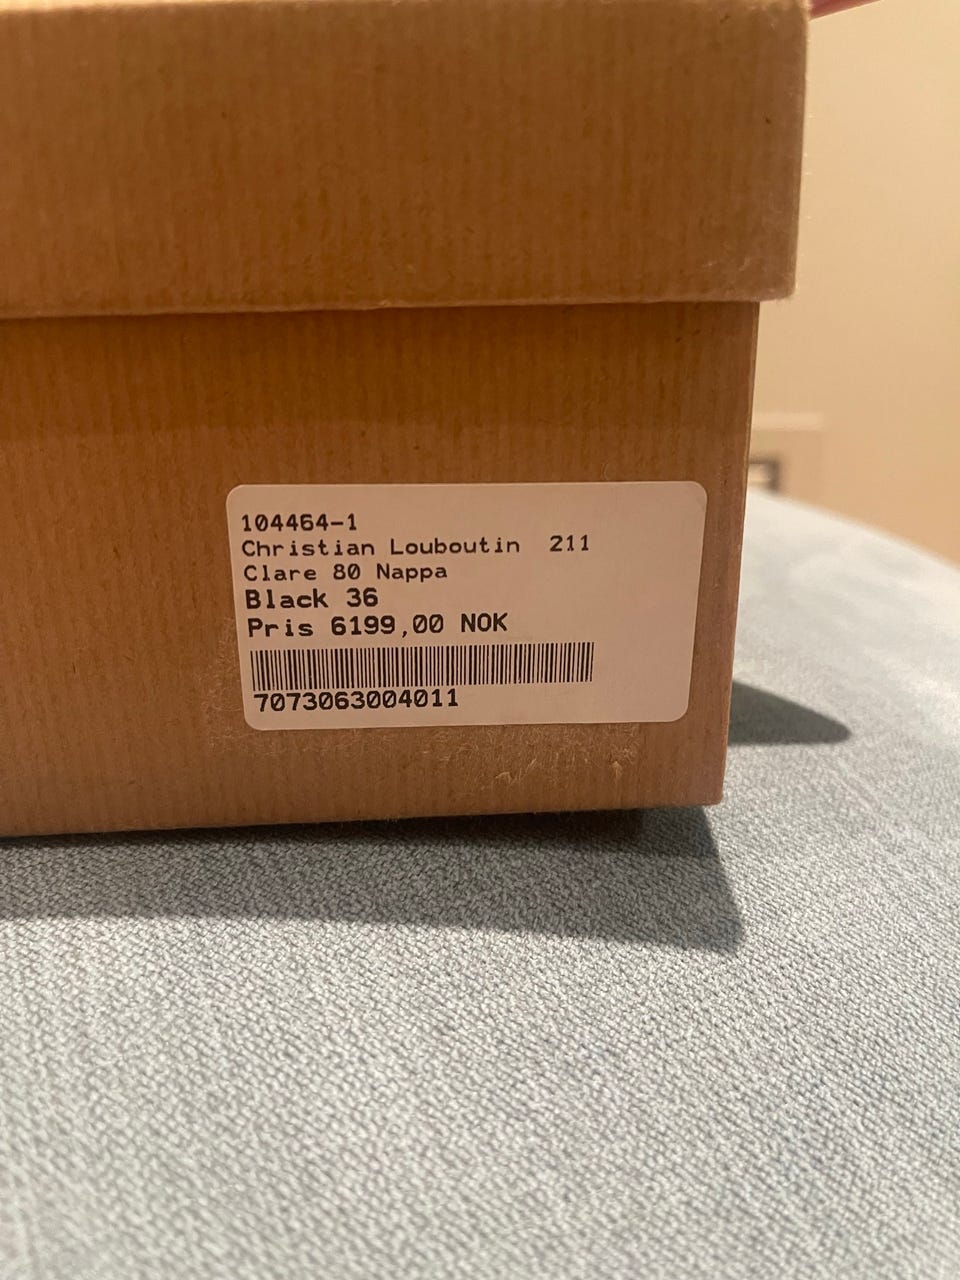 104464-1
Christian Louboutin 211
Clare 80 Nappa
Black 36
Pris 6199,00 NOK
7073063004011